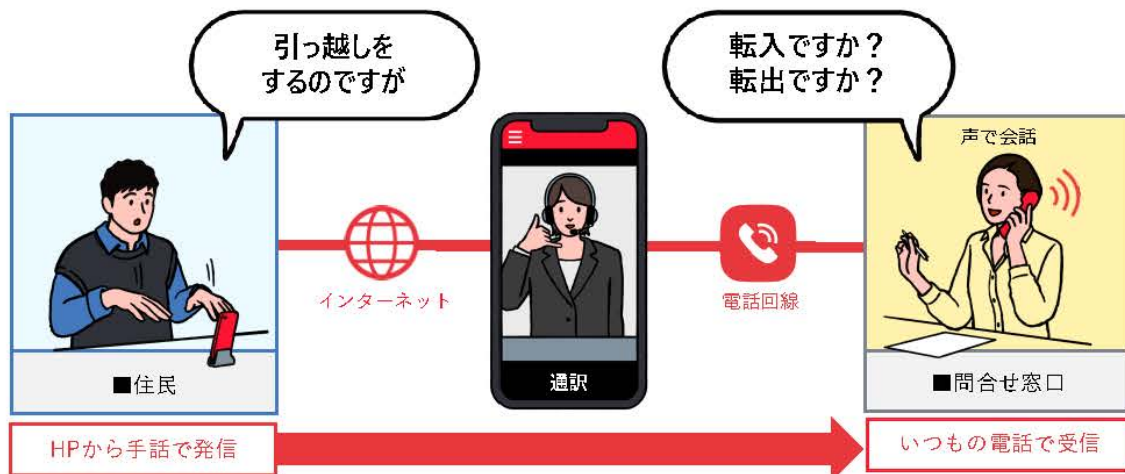 引っ越しを
するのですが
転入ですか？
転出ですか？
声で会話
インターネット
電話回線
通訳
■住民
■問合せ窓口
HPから手話で発信
いつもの電話で受信